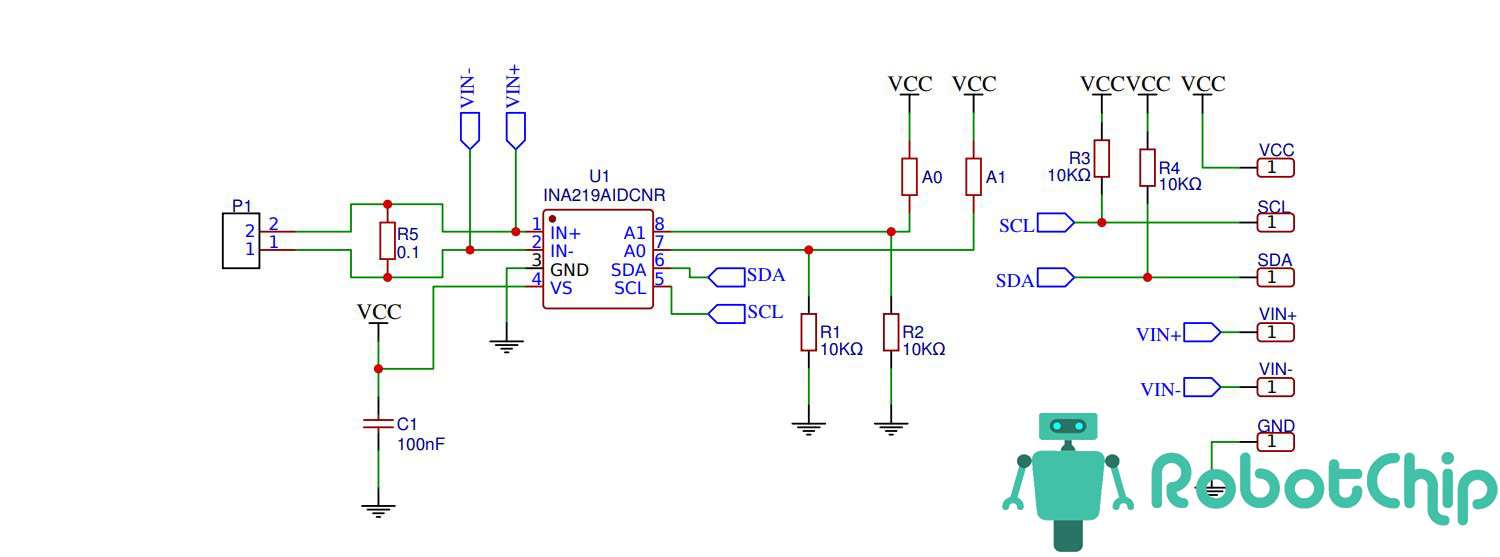 VIN-
VIN+
VCC
VCC
VCC
VCC
VCC
P1
2
1
2
1
R5
0.1
U1
INA219AIDCNR
1
2
3
4
IN+
IN-
GND
VS
A1
A0
SDA
SCL
8
7
6
5
SDA
SCL
A0
A1
R1
10KΩ
R2
10KΩ
VCC
C1
100nF
R3
10KΩ
R4
10KΩ
SCL
SDA
VIN+
VIN-
VCC
1
SCL
1
SDA
1
VIN+
1
VIN-
1
GND
1
RobotChip